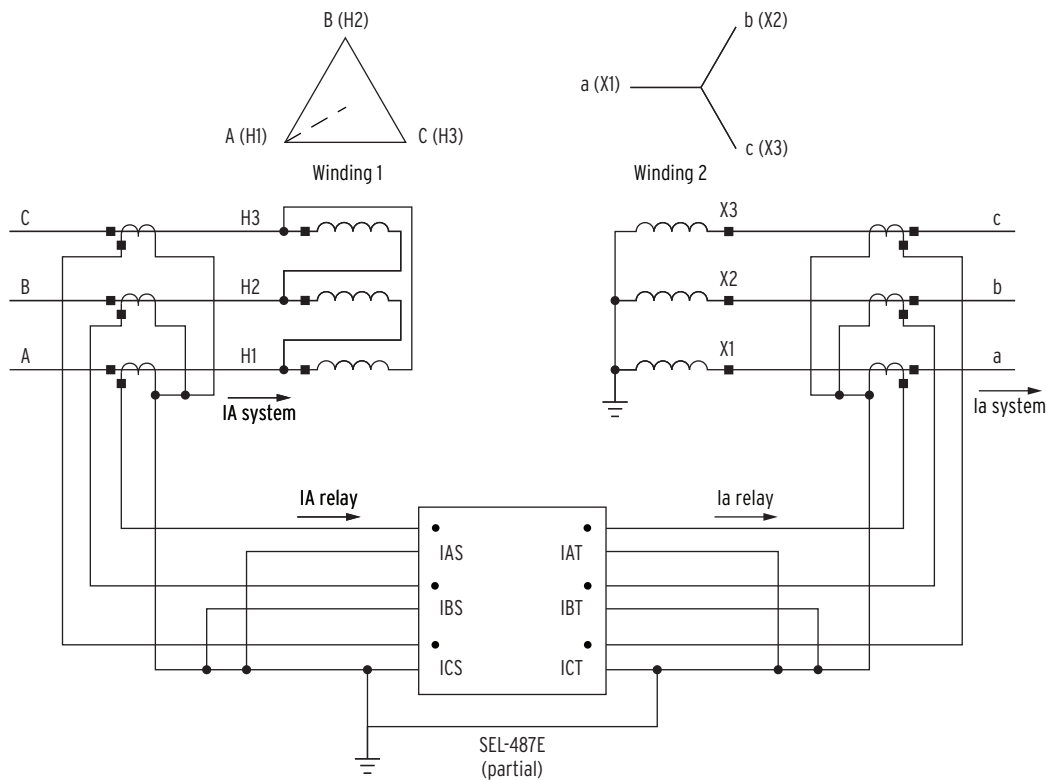 B (H2)
b (X2)
a (X1)
A (H1)
C (H3)
c (X3)
Winding 1
Winding 2
C
H3
X3
c
B
H2
X2
b
A
H1
X1
a
IA system
Ia system
IA relay
Ia relay
IAS
IAT
IBS
IBT
ICS
ICT
SEL-487E
(partial)